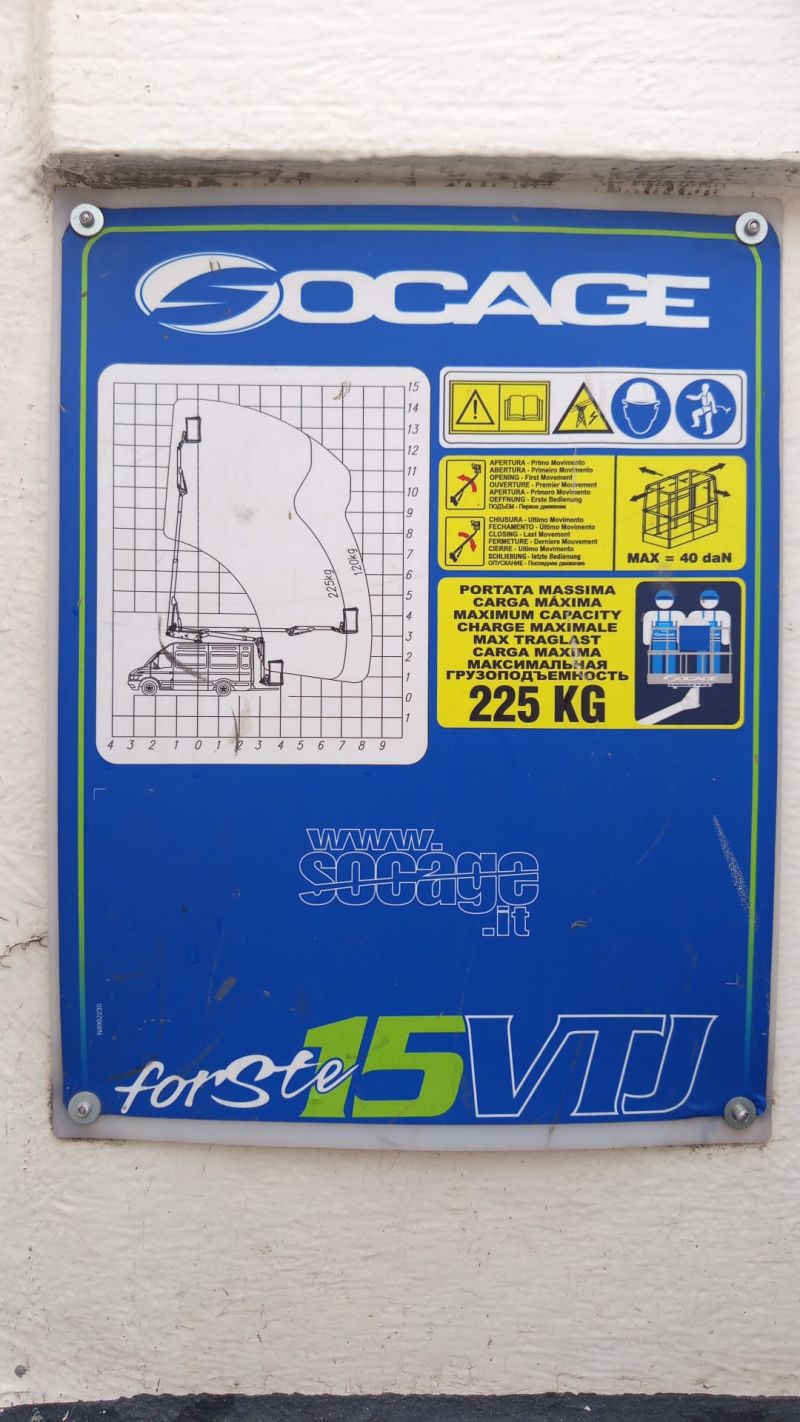 SOCAGE
15
14
13
12
11
10
9
8
7
6
5
4
3
2
1
0
1
4 3 2 1 0 1 2 3 4 5 6 7 8 9
225kg
120kg
APERTURA - Primo Movimento
ABERTURA - Primeiro Movimento
OPENING - First Movement
OUVERTURE - Premier Mouvement
APERTURA - Primero Movimento
OEFFNUNG - Erste Bedienung
ПОДЪЕМ - Первое движение
CHIUSURA - Ultimo Movimento
FECHAMENTO - Último Movimento
CLOSING - Last Movement
FERMETURE - Derniere Mouvement
CIERRE - Ultimo Movimento
SCHLIEBUNG - letzte Bedienung
ОПУСКАНИЕ - Последнее движение
MAX = 40 daN
PORTATA MASSIMA
CARGA MÁXIMA
MAXIMUM CAPACITY
CHARGE MAXIMALE
MAX TRAGLAST
CARGA MAXIMA
МАКСИМАЛЬНАЯ
ГРУЗОПОДЪЕМНОСТЬ
225 KG
SOCAGE
www.
socage
.it
N8902230
forSte 15VTJ